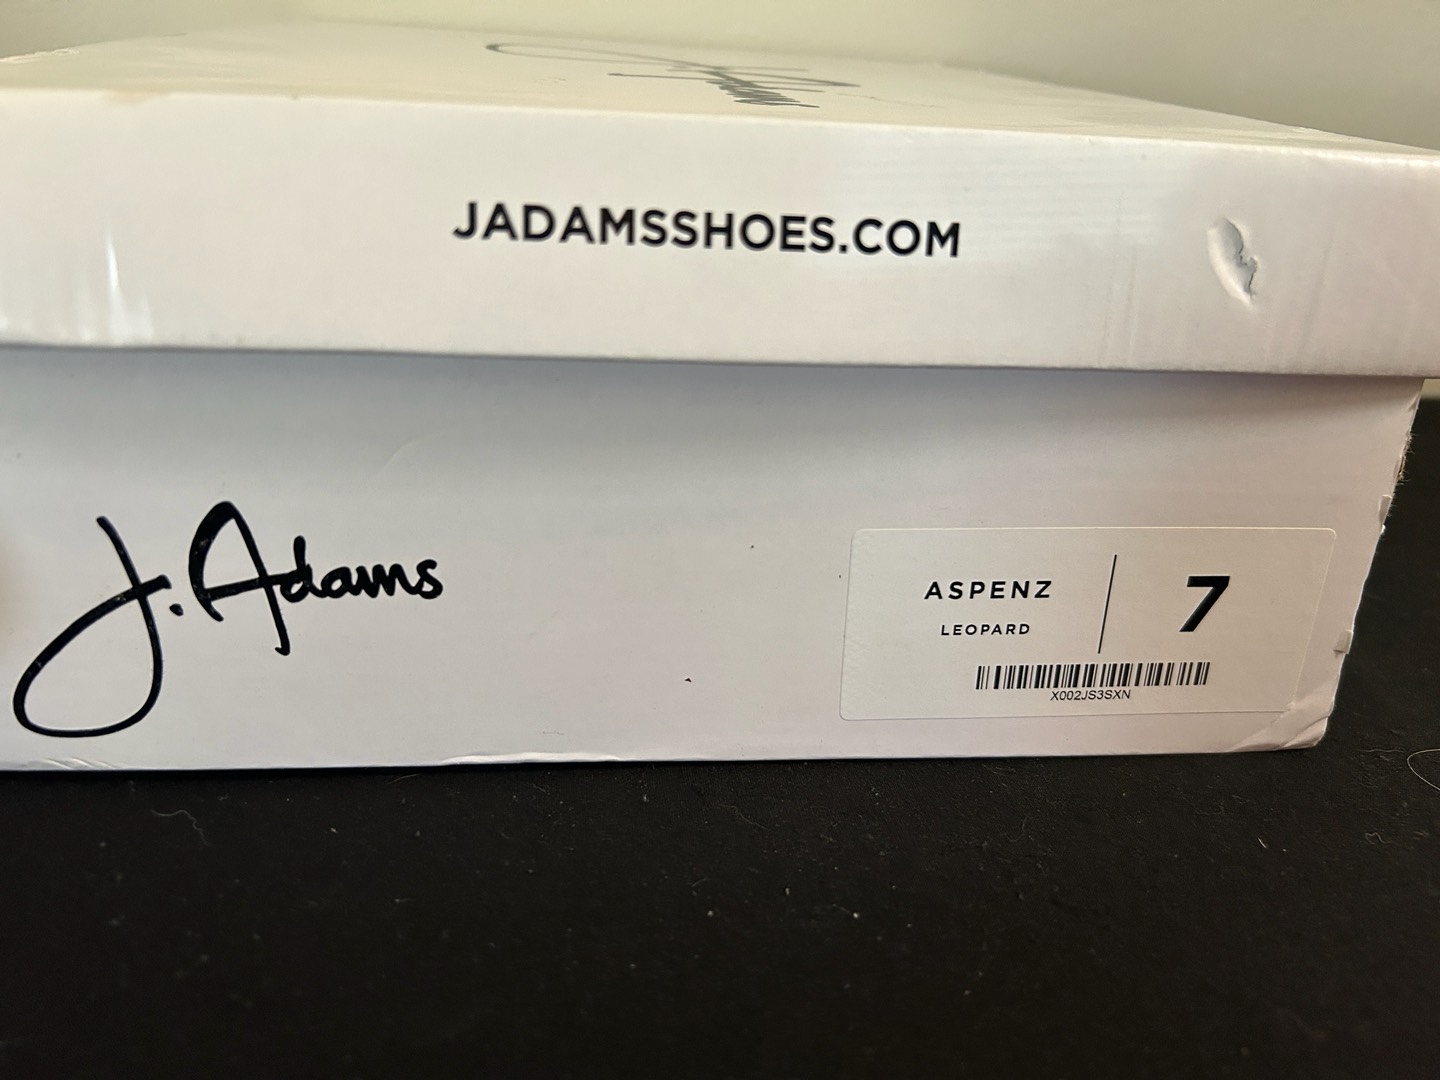 JADAMSSHOES.COM
J. Adams
ASPENZ
LEOPARD
7
X002JS3SXN